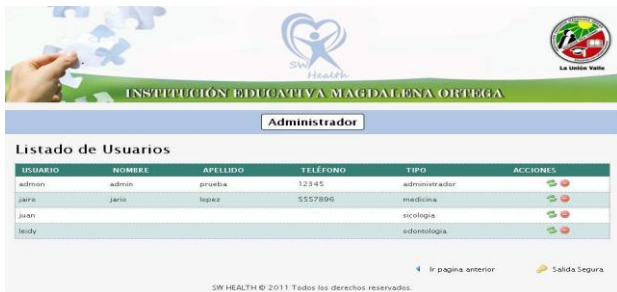 SW
Health
La Unión Valle
INSTITUCIÓN EDUCATIVA MAGDALENA ORTEGA
Administrador
Listado de Usuarios
USUARIO NOMBRE APELLIDO TELÉFONO TIPO ACCIONES
admon admin prueba 12345 administrador
jairo jario lopez 5557896 medicina
juan sicologia
leidy odontologia
Ir pagina anterior Salida Segura
SW HEALTH © 2011 Todos los derechos reservados.